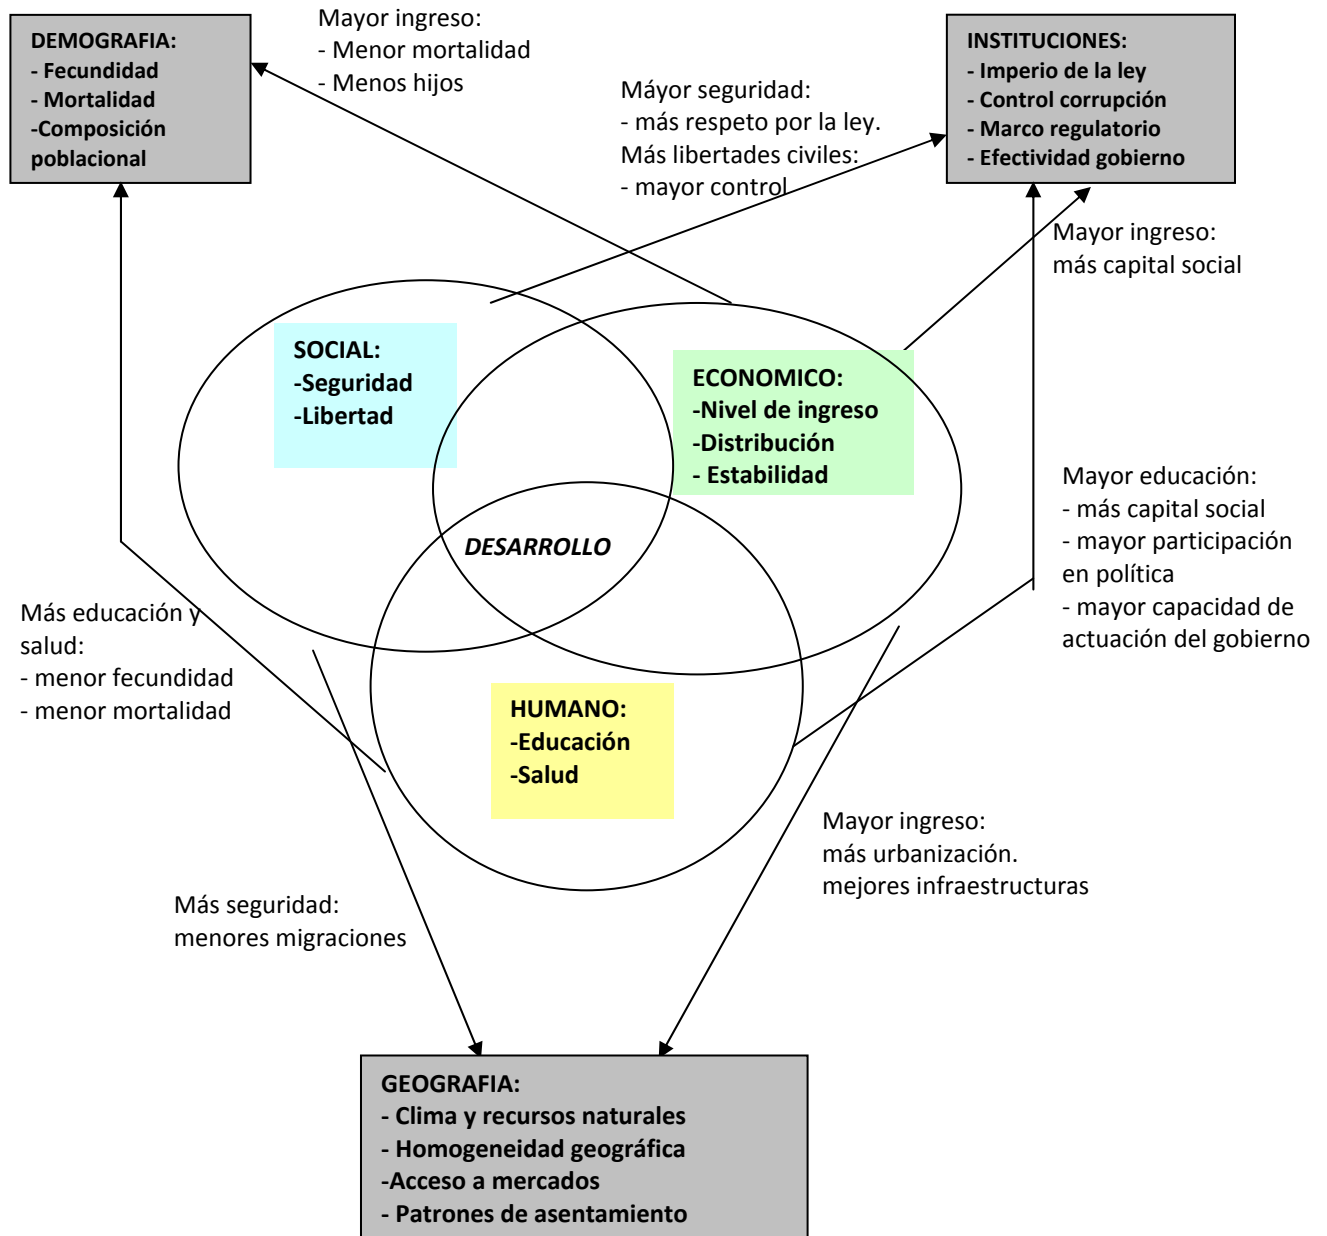 DEMOGRAFIA:
- Fecundidad
- Mortalidad
-Composición
poblacional
Mayor ingreso:
- Menor mortalidad
- Menos hijos
Máyor seguridad:
- más respeto por la ley.
Más libertades civiles:
- mayor control
INSTITUCIONES:
- Imperio de la ley
- Control corrupción
- Marco regulatorio
- Efectividad gobierno
Mayor ingreso:
más capital social
SOCIAL:
-Seguridad
-Libertad
ECONOMICO:
-Nivel de ingreso
-Distribución
- Estabilidad
DESARROLLO
Mayor educación:
- más capital social
- mayor participación
en política
- mayor capacidad de
actuación del gobierno
Más educación y
salud:
- menor fecundidad
- menor mortalidad
HUMANO:
-Educación
-Salud
Mayor ingreso:
más urbanización.
mejores infraestructuras
Más seguridad:
menores migraciones
GEOGRAFIA:
- Clima y recursos naturales
- Homogeneidad geográfica
-Acceso a mercados
- Patrones de asentamiento